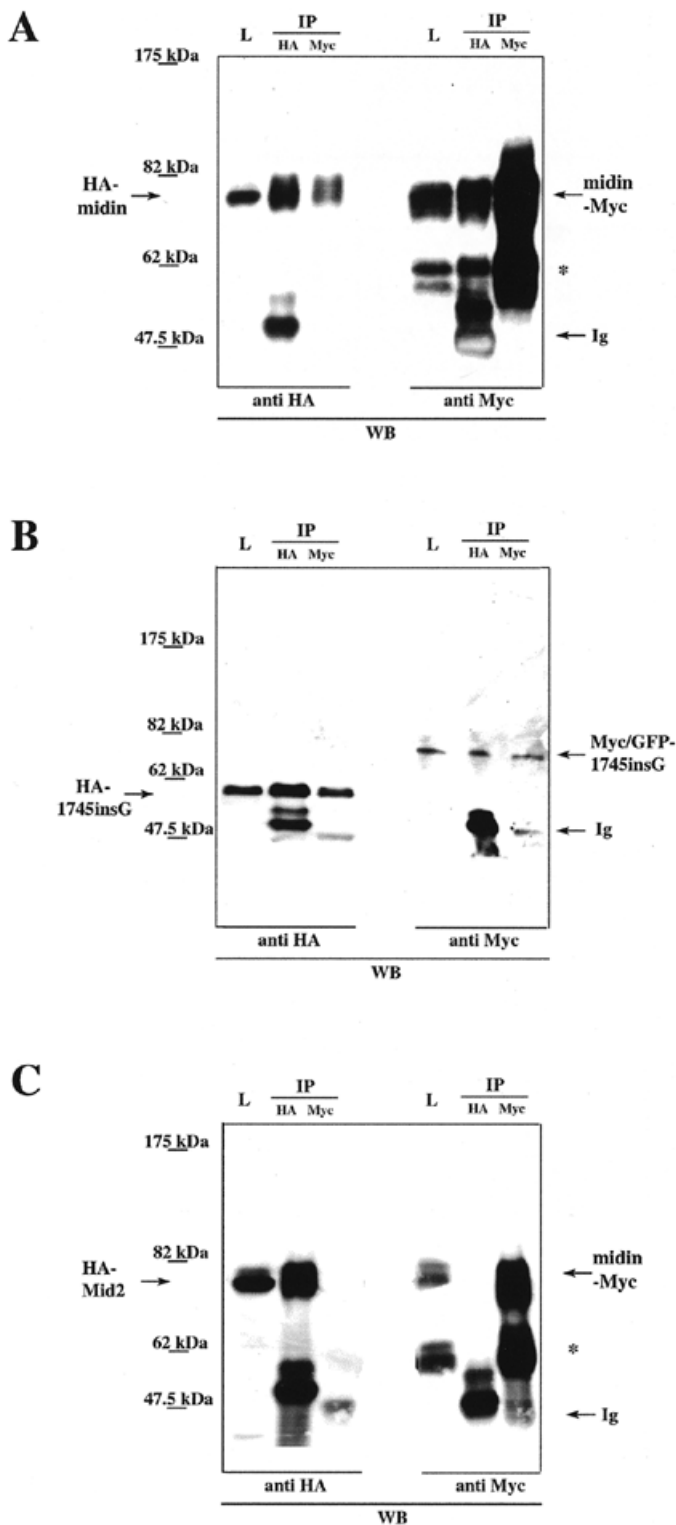 A
L
IP
HA Myc
L
IP
HA Myc
175 kDa
82 kDa
HA-
midin
midin
-Myc
62 kDa
*
47.5 kDa
Ig
anti HA
anti Myc
WB
B
L
IP
HA Myc
L
IP
HA Myc
175 kDa
82 kDa
Myc/GFP-
1745insG
62 kDa
HA-
1745insG
47.5 kDa
Ig
anti HA
anti Myc
WB
C
L
IP
HA Myc
L
IP
HA Myc
175 kDa
82 kDa
HA-
Mid2
midin
-Myc
62 kDa
*
47.5 kDa
Ig
anti HA
anti Myc
WB